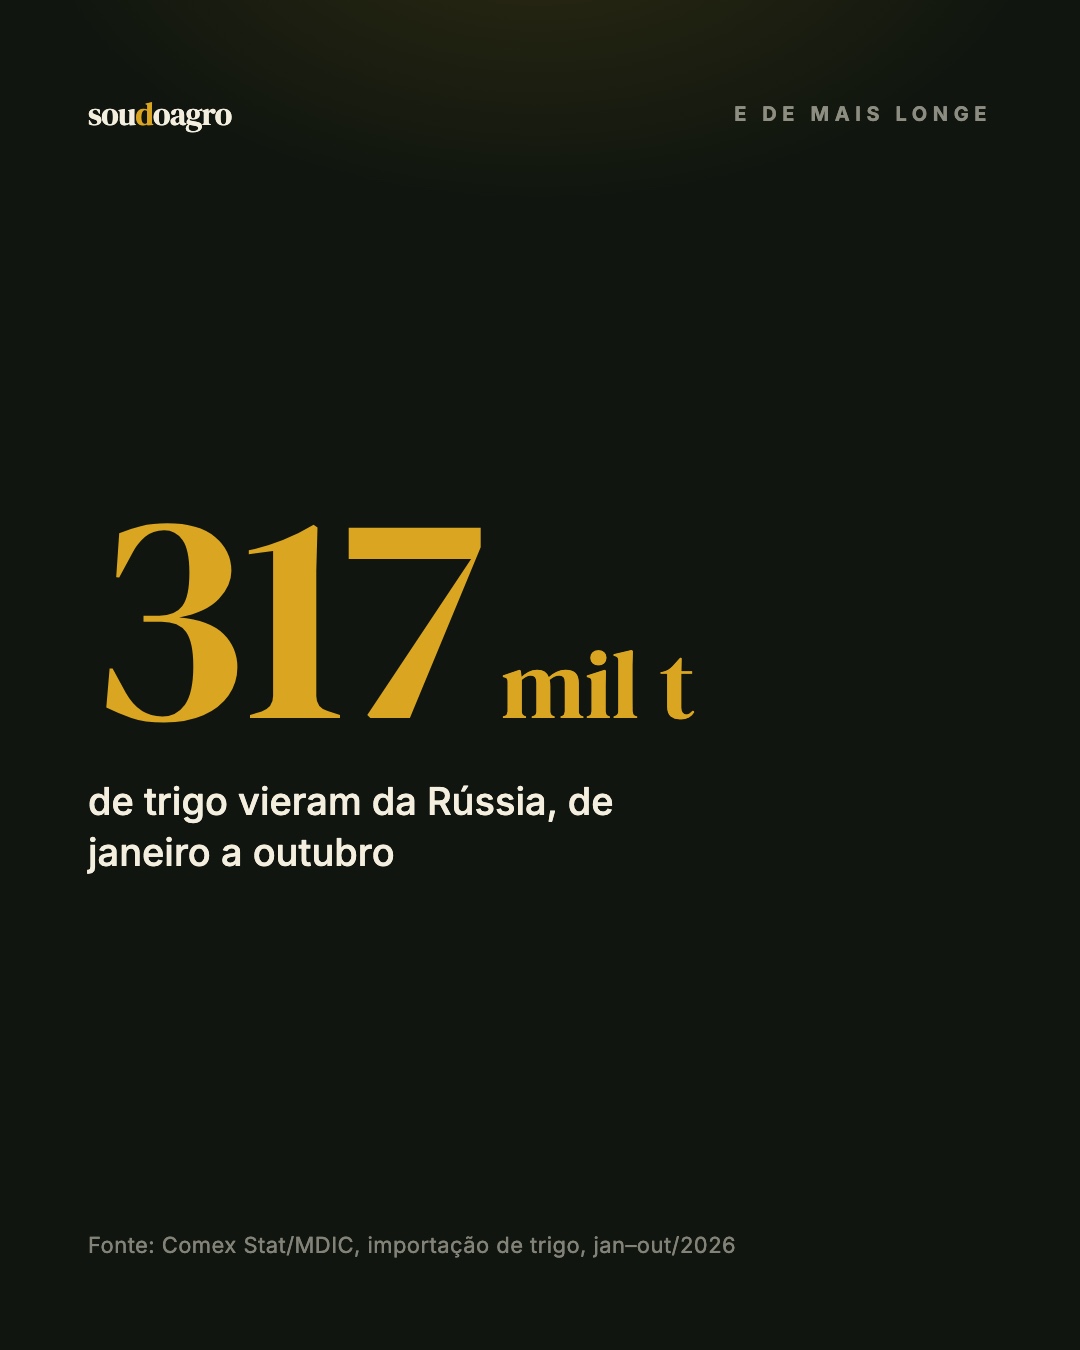 soudoagro
E DE MAIS LONGE
317 mil t
de trigo vieram da Rússia, de
janeiro a outubro
Fonte: Comex Stat/MDIC, importação de trigo, jan–out/2026